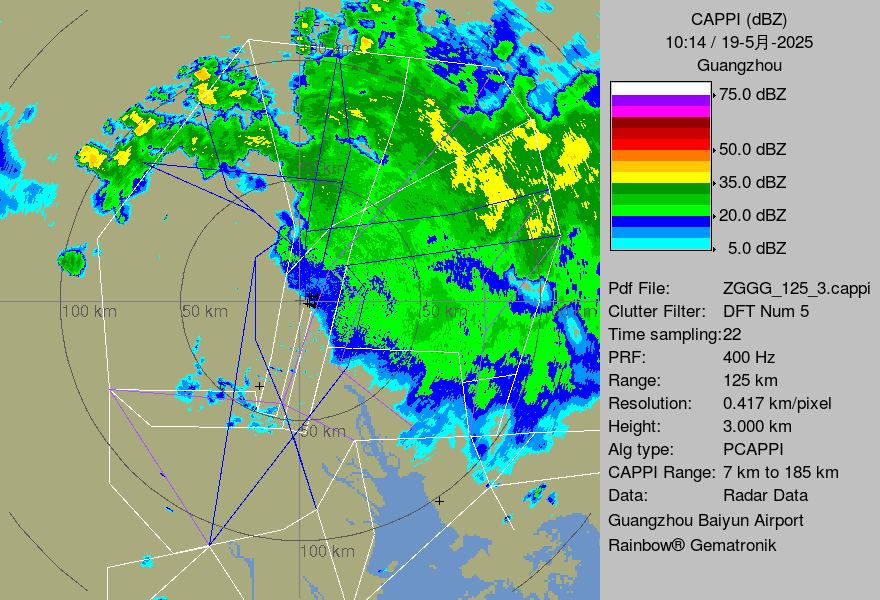 CAPPI (dBZ)
10:14 / 19-5月-2025
Guangzhou
75.0 dBZ
50.0 dBZ
35.0 dBZ
20.0 dBZ
5.0 dBZ
Pdf File: ZGGG_125_3.cappi
Clutter Filter: DFT Num 5
Time sampling:22
PRF: 400 Hz
Range: 125 km
Resolution: 0.417 km/pixel
Height: 3.000 km
Alg type: PCAPPI
CAPPI Range: 7 km to 185 km
Data: Radar Data
Guangzhou Baiyun Airport
Rainbow® Gematronik
100 km
50 km
100 km
50 km
50 km
50 km
100 km